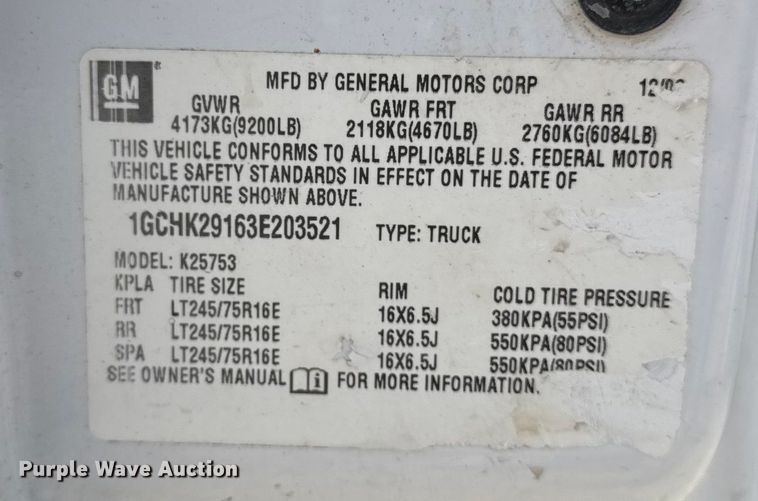 GM
MFD BY GENERAL MOTORS CORP
GVWR GAWR FRT GAWR RR
4173KG(9200LB) 2118KG(4670LB) 2760KG(6084LB)
THIS VEHICLE CONFORMS TO ALL APPLICABLE U.S. FEDERAL MOTOR
VEHICLE SAFETY STANDARDS IN EFFECT ON THE DATE OF
MANUFACTURE SHOWN ABOVE.
1GCHK29163E203521 TYPE: TRUCK
MODEL: K25753
KPLA TIRE SIZE RIM COLD TIRE PRESSURE
FRT LT245/75R16E 16X6.5J 380KPA(55PSI)
RR LT245/75R16E 16X6.5J 550KPA(80PSI)
SPA LT245/75R16E 16X6.5J 550KPA(80PSI)
SEE OWNER'S MANUAL i FOR MORE INFORMATION.
Purple Wave Auction